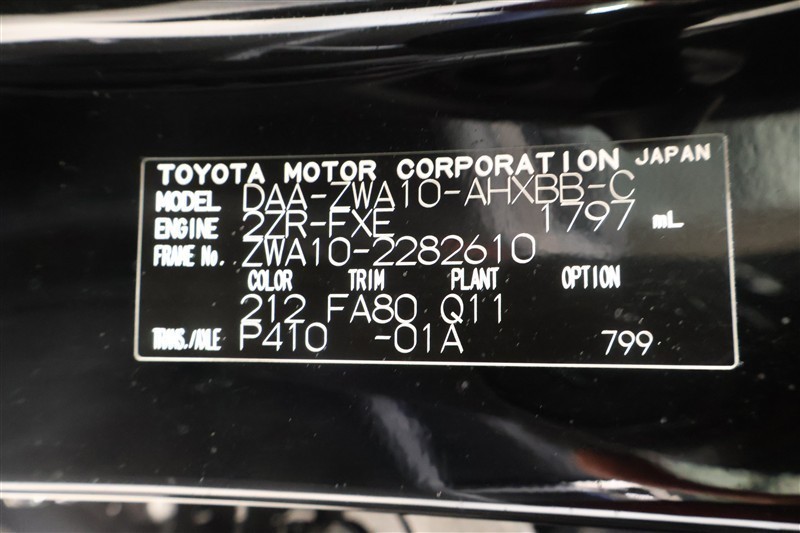 TOYOTA MOTOR CORPORATION JAPAN
MODEL DAA-ZWA10-AHXBB-C
ENGINE 2ZR-FXE 1797 mL
FRAME No. ZWA10-2282610
COLOR TRIM PLANT OPTION
212 FA80 Q11
TRANS./AXLE P410 -01A 799